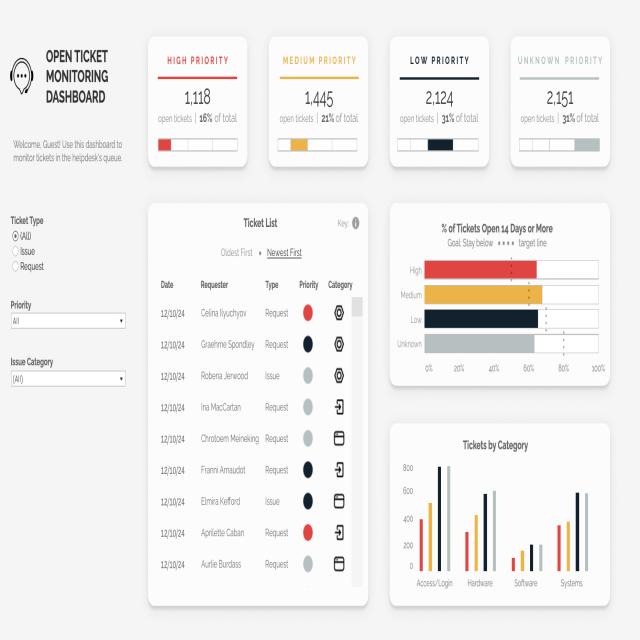 OPEN TICKET
MONITORING
DASHBOARD
Welcome, Guest! Use this dashboard to
monitor tickets in the helpdesk's queue.
HIGH PRIORITY
1,118
open tickets | 16% of total
MEDIUM PRIORITY
1,445
open tickets | 21% of total
LOW PRIORITY
2,124
open tickets | 31% of total
UNKNOWN PRIORITY
2,151
open tickets | 31% of total
Ticket Type
(All)
Issue
Request
Priority
All
Issue Category
(All)
Ticket List
Key:
Oldest First • Newest First
Date Requester Type Priority Category
12/10/24 Celina Ilyuchyov Request
12/10/24 Graehme Spondley Request
12/10/24 Robena Jerwood Issue
12/10/24 Ina MacCartan Request
12/10/24 Chrotoem Meineking Request
12/10/24 Franni Arnaudot Request
12/10/24 Elmira Kefford Issue
12/10/24 Aprilette Caban Request
12/10/24 Aurlie Burdass Request
% of Tickets Open 14 Days or More
Goal: Stay below •••• target line
High
Medium
Low
Unknown
0% 20% 40% 60% 80% 100%
Tickets by Category
800
600
400
200
0
Access/Login Hardware Software Systems